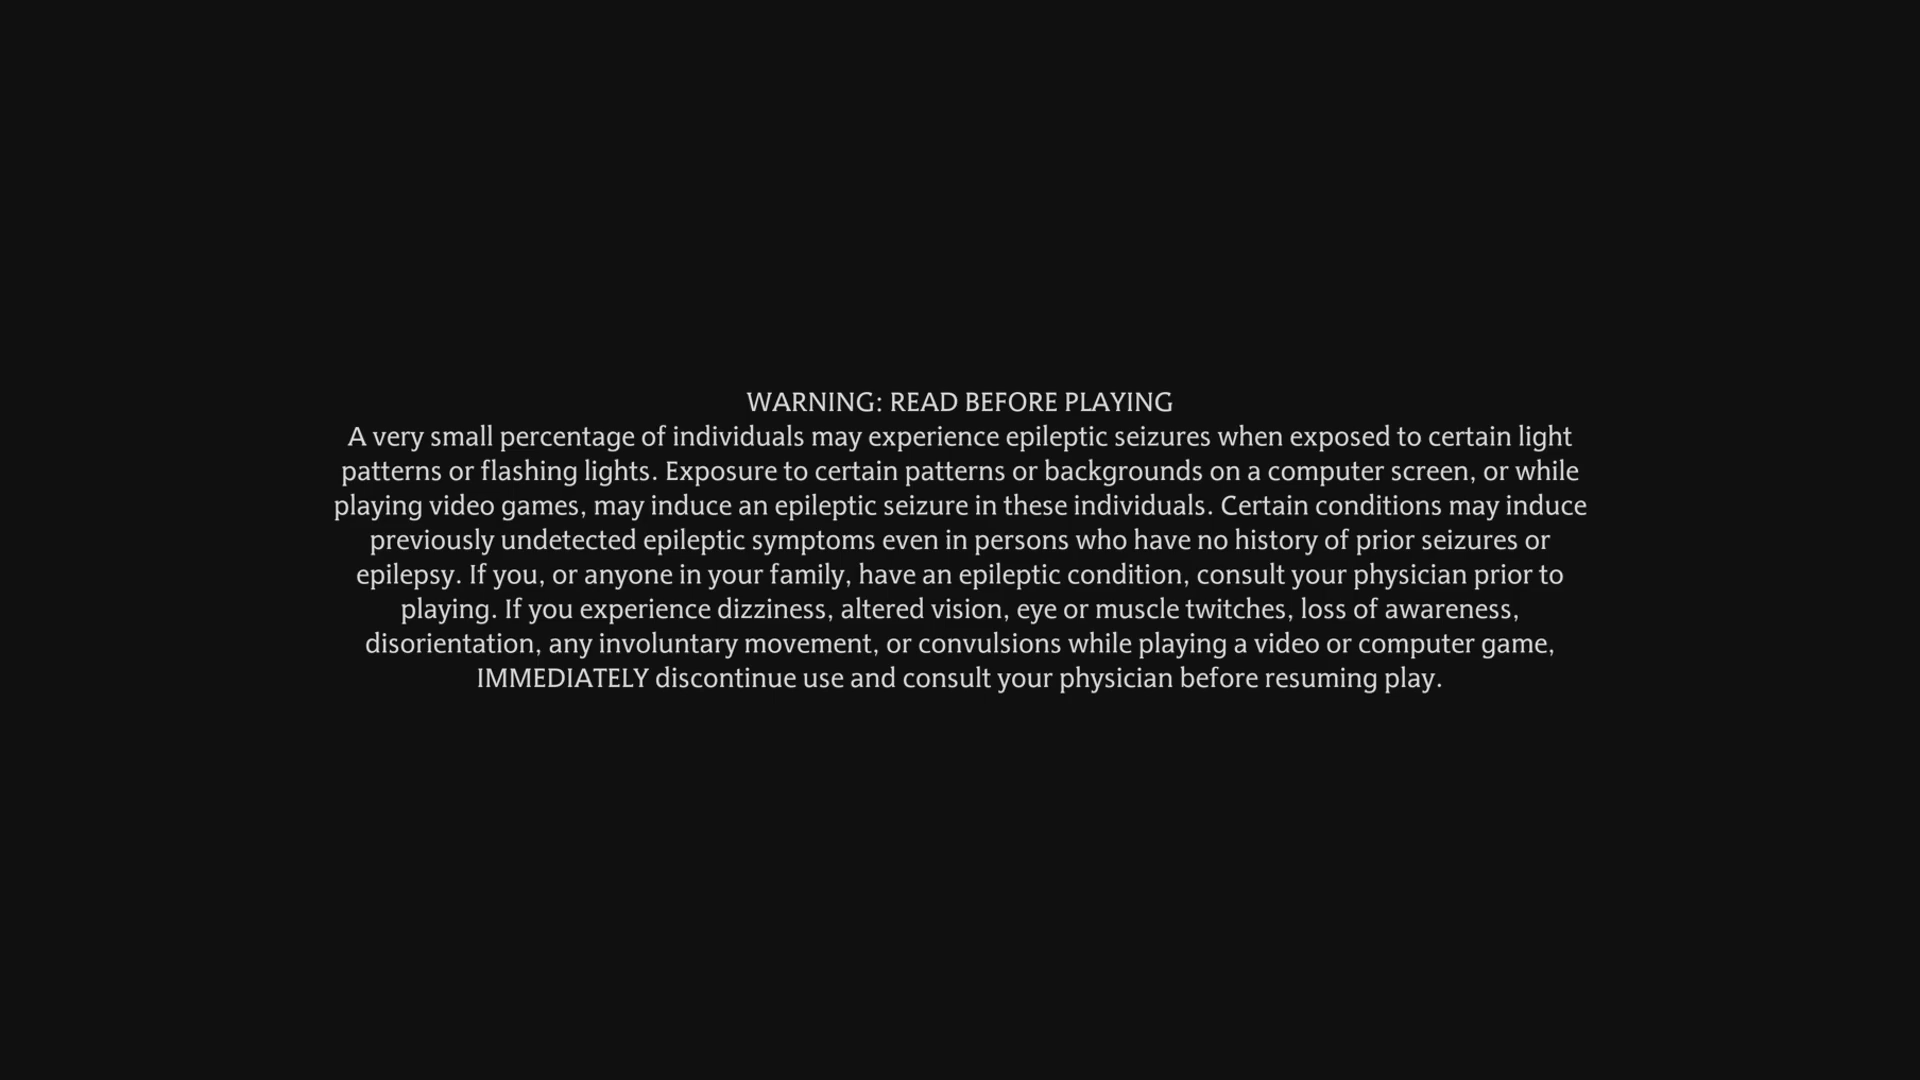 WARNING: READ BEFORE PLAYING
A very small percentage of individuals may experience epileptic seizures when exposed to certain light
patterns or flashing lights. Exposure to certain patterns or backgrounds on a computer screen, or while
playing video games, may induce an epileptic seizure in these individuals. Certain conditions may induce
previously undetected epileptic symptoms even in persons who have no history of prior seizures or
epilepsy. If you, or anyone in your family, have an epileptic condition, consult your physician prior to
playing. If you experience dizziness, altered vision, eye or muscle twitches, loss of awareness,
disorientation, any involuntary movement, or convulsions while playing a video or computer game,
IMMEDIATELY discontinue use and consult your physician before resuming play.